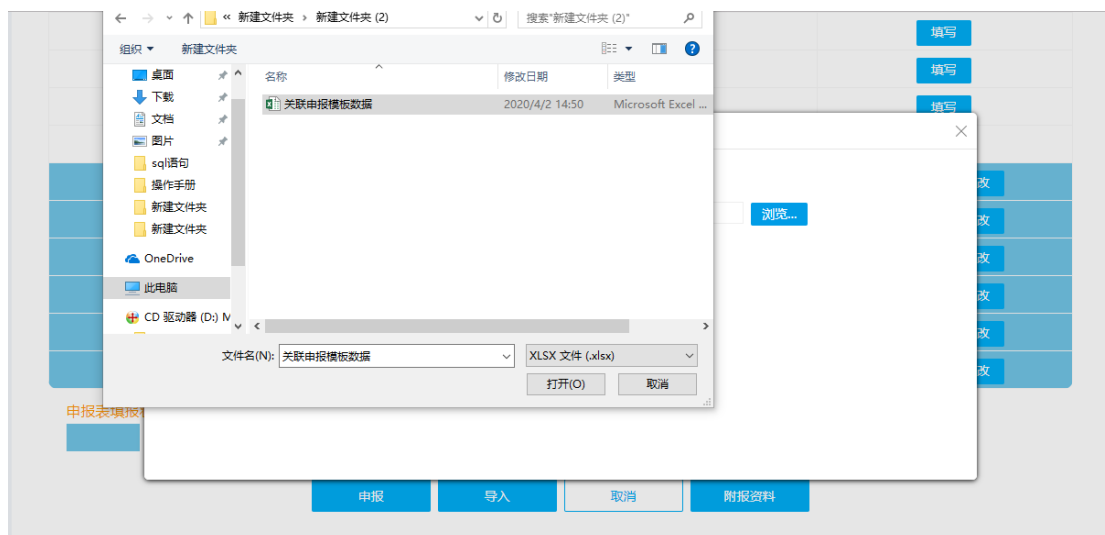 « 新建文件夹 › 新建文件夹 (2)
搜索"新建文件夹 (2)"
填写
组织
新建文件夹
填写
桌面
名称
修改日期
类型
下载
关联申报模板数据
2020/4/2 14:50
Microsoft Excel ...
填写
文档
图片
sql语句
操作手册
改
新建文件夹
浏览...
改
新建文件夹
OneDrive
改
此电脑
改
CD 驱动器 (D:) M
改
文件名(N):
关联申报模板数据
XLSX 文件 (.xlsx)
改
打开(O)
取消
申报表填报
申报
导入
取消
附报资料